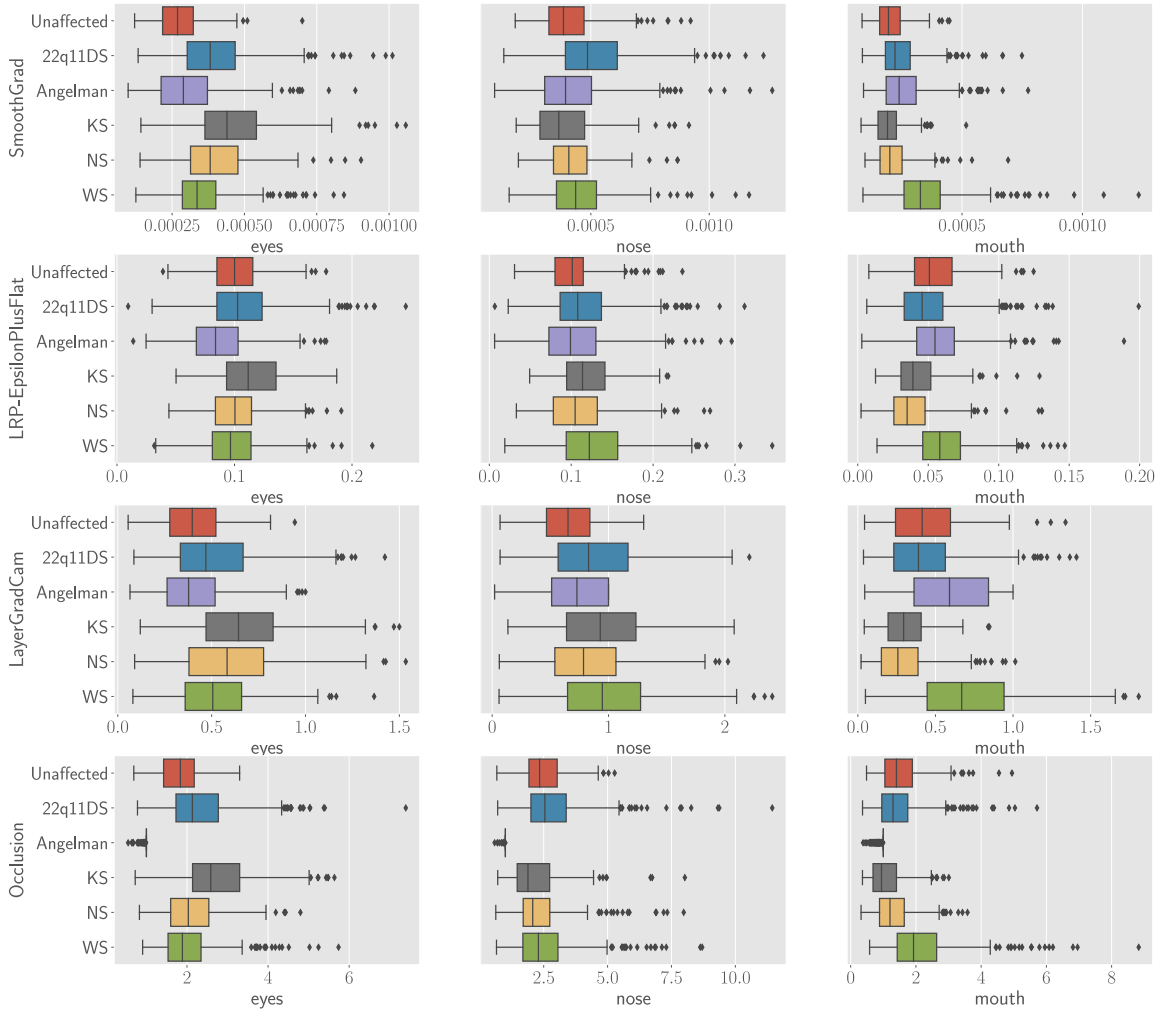 SmoothGrad
Unaffected
22q11DS
Angelman
KS
NS
WS
0.00025 0.00050 0.00075 0.00100
eyes
0.0005 0.0010
nose
0.0005 0.0010
mouth
LRP-EpsilonPlusFlat
Unaffected
22q11DS
Angelman
KS
NS
WS
0.0 0.1 0.2
eyes
0.0 0.1 0.2 0.3
nose
0.00 0.05 0.10 0.15 0.20
mouth
LayerGradCam
Unaffected
22q11DS
Angelman
KS
NS
WS
0.0 0.5 1.0 1.5
eyes
0 1 2
nose
0.0 0.5 1.0 1.5
mouth
Occlusion
Unaffected
22q11DS
Angelman
KS
NS
WS
2 4 6
eyes
2.5 5.0 7.5 10.0
nose
0 2 4 6 8
mouth